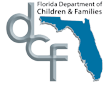 Florida Department of
Children & Families
dcf